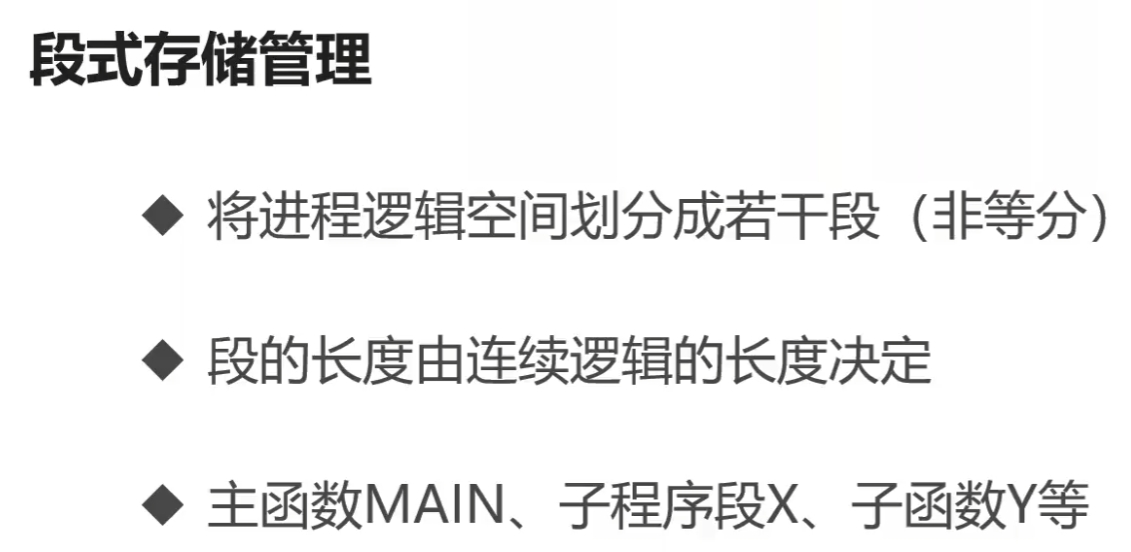 段式存储管理
◆ 将进程逻辑空间划分成若干段（非等分）
◆ 段的长度由连续逻辑的长度决定
◆ 主函数MAIN、子程序段X、子函数Y等